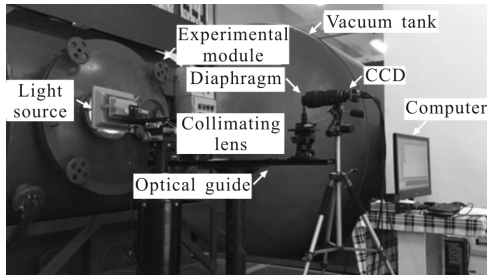 Vacuum tank
Experimental
module
Diaphragm
CCD
Light
source
Computer
Collimating
lens
Optical guide